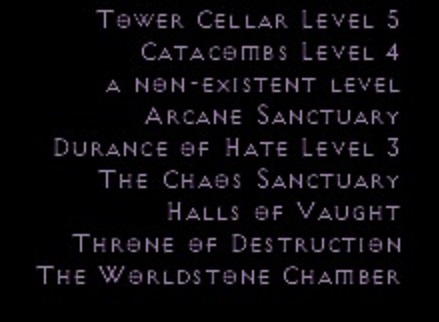 Tower Cellar Level 5
Catacombs Level 4
a non-existent level
Arcane Sanctuary
Durance of Hate Level 3
The Chaos Sanctuary
Halls of Vaught
Throne of Destruction
The Worldstone Chamber